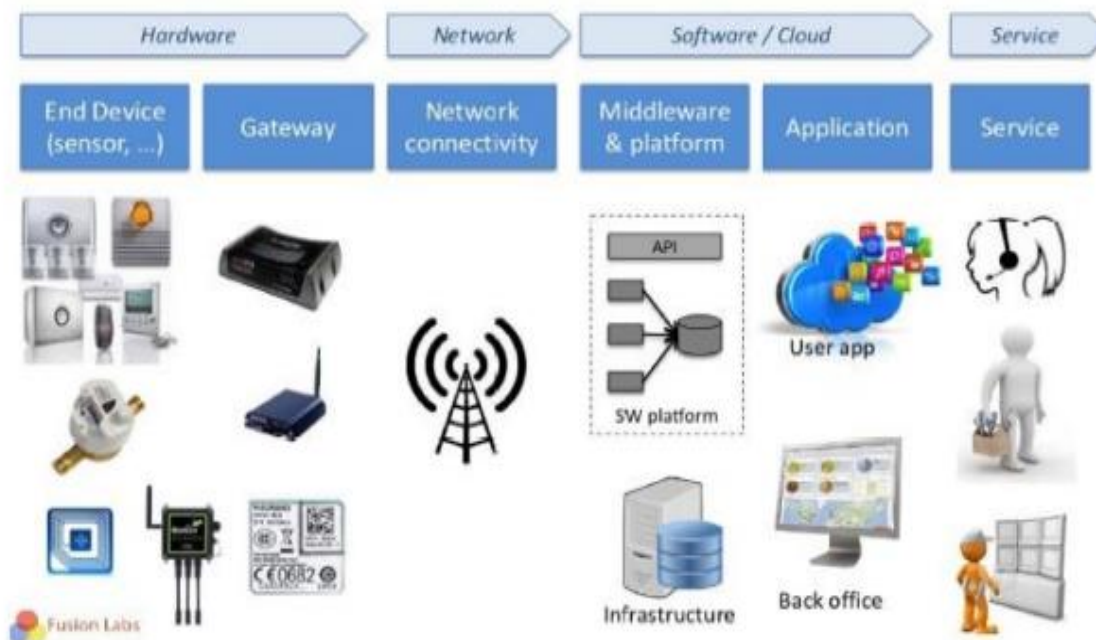 Hardware
Network
Software / Cloud
Service
End Device
(sensor, ...)
Gateway
Network
connectivity
Middleware
& platform
Application
Service
API
SW platform
User app
Infrastructure
Back office
CE0682
Fusion Labs